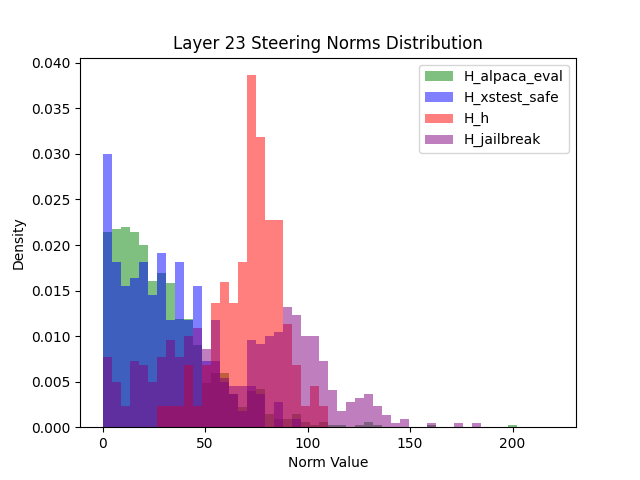 Layer 23 Steering Norms Distribution
H_alpaca_eval
H_xstest_safe
H_h
H_jailbreak
0.040
0.035
0.030
0.025
0.020
0.015
0.010
0.005
0.000
Density
0 50 100 150 200
Norm Value